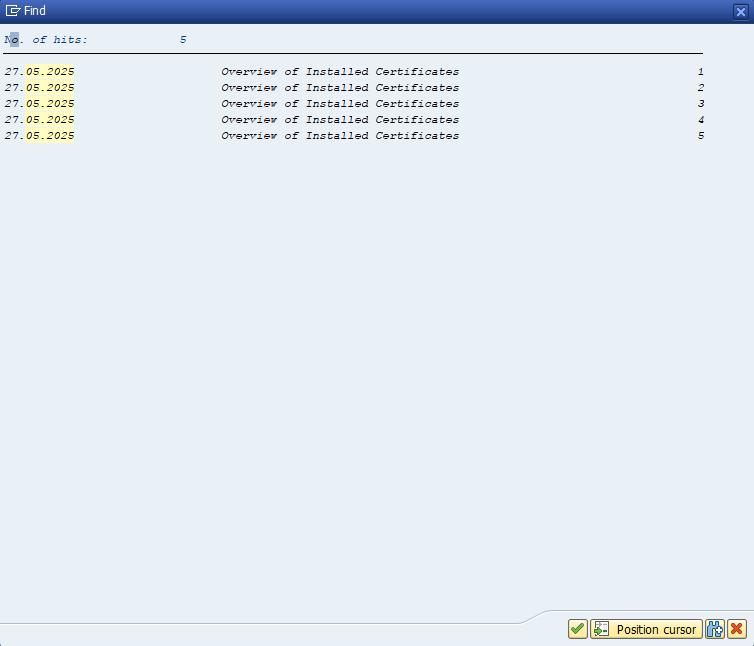 Find
No. of hits: 5
27.05.2025 Overview of Installed Certificates 1
27.05.2025 Overview of Installed Certificates 2
27.05.2025 Overview of Installed Certificates 3
27.05.2025 Overview of Installed Certificates 4
27.05.2025 Overview of Installed Certificates 5
Position cursor